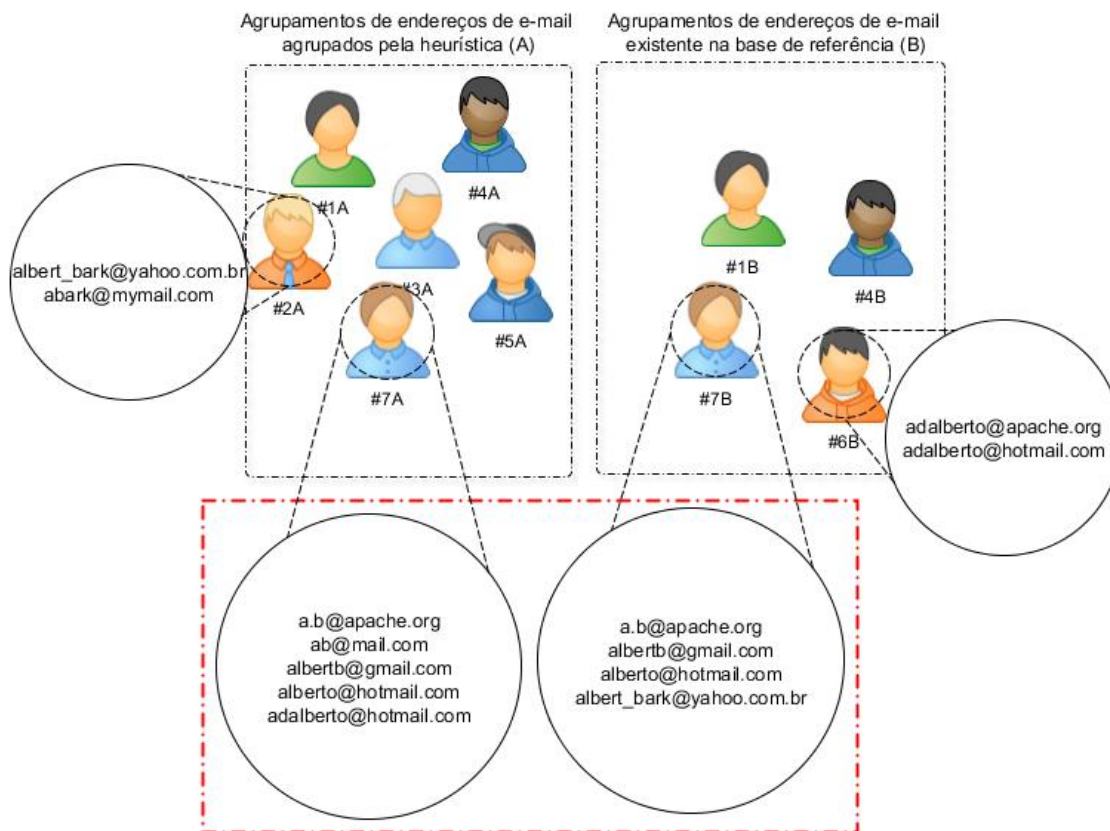 Agrupamentos de endereços de e-mail
agrupados pela heurística (A)
Agrupamentos de endereços de e-mail
existente na base de referência (B)
#1A
#4A
#2A
#3A
#5A
#7A
albert_bark@yahoo.com.br
abark@mymail.com
#1B
#4B
#7B
#6B
adalberto@apache.org
adalberto@hotmail.com
a.b@apache.org
ab@mail.com
albertb@gmail.com
alberto@hotmail.com
adalberto@hotmail.com
a.b@apache.org
albertb@gmail.com
alberto@hotmail.com
albert_bark@yahoo.com.br